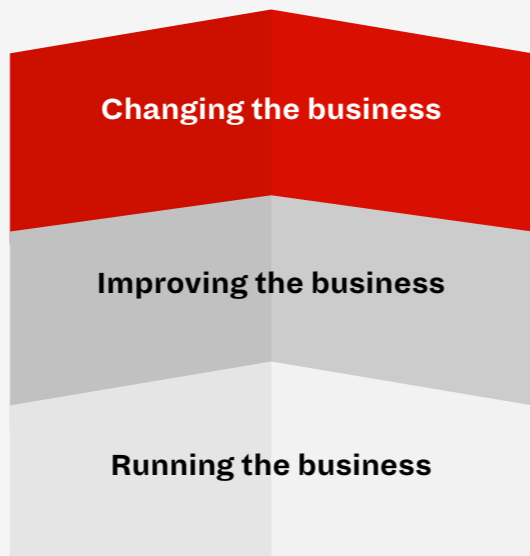 Changing the business
Improving the business
Running the business